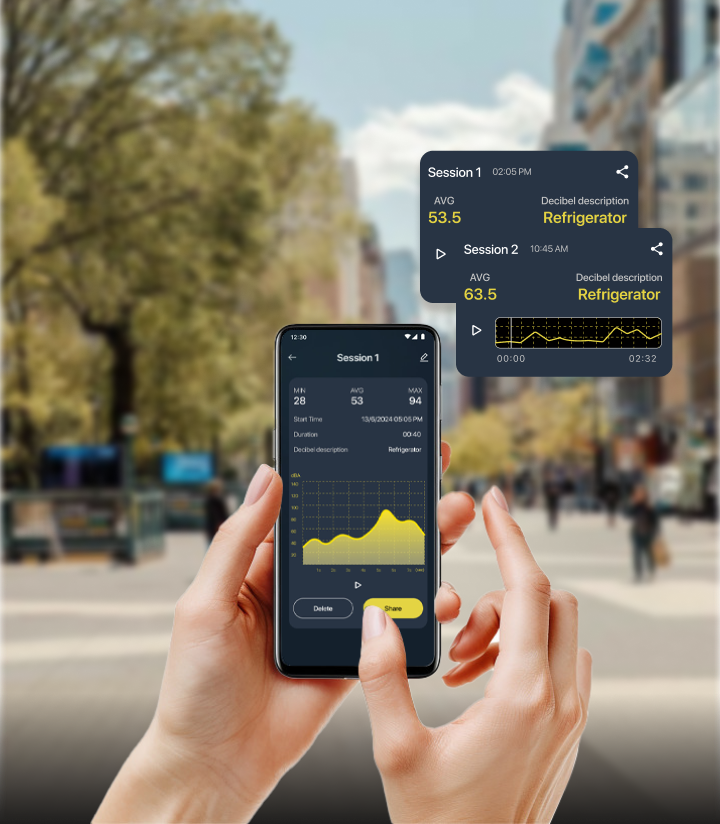 Session 1 02:05 PM
AVG Decibel description
53.5 Refrigerator
Session 2 10:45 AM
AVG Decibel description
63.5 Refrigerator
00:00 02:32
12:30
Session 1
MIN AVG MAX
28 53 94
Start Time 13/6/2024 05:05 PM
Duration 00:40
Decibel description Refrigerator
dBA
140
120
100
80
60
40
20
Delete Share